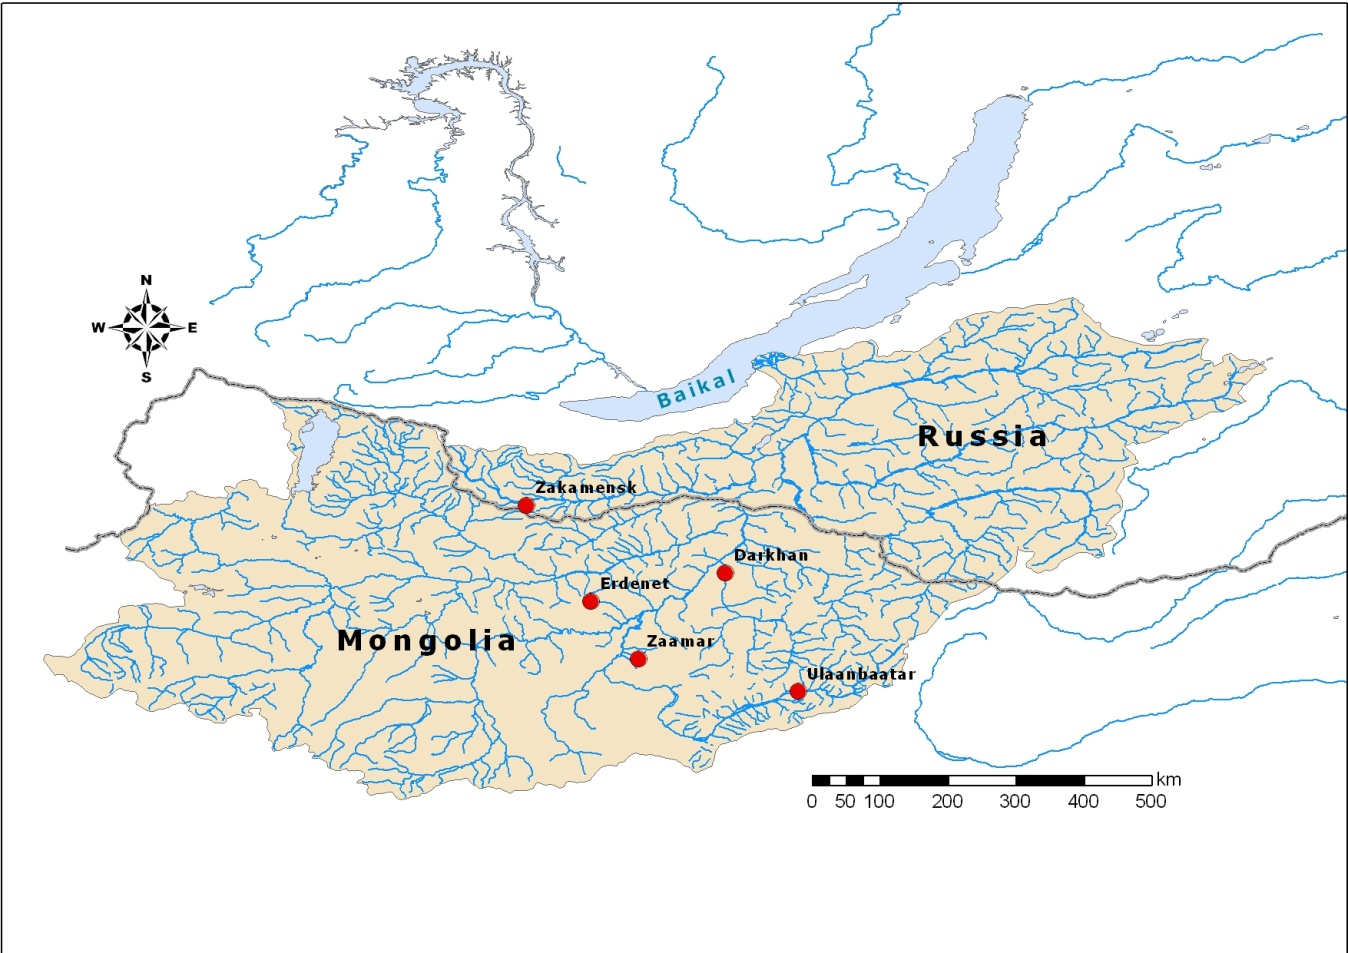 N
W E
S
Baikal
Russia
Zakamensk
Darkhan
Erdenet
Mongolia
Zaamar
Ulaanbaatar
km
0 50 100 200 300 400 500